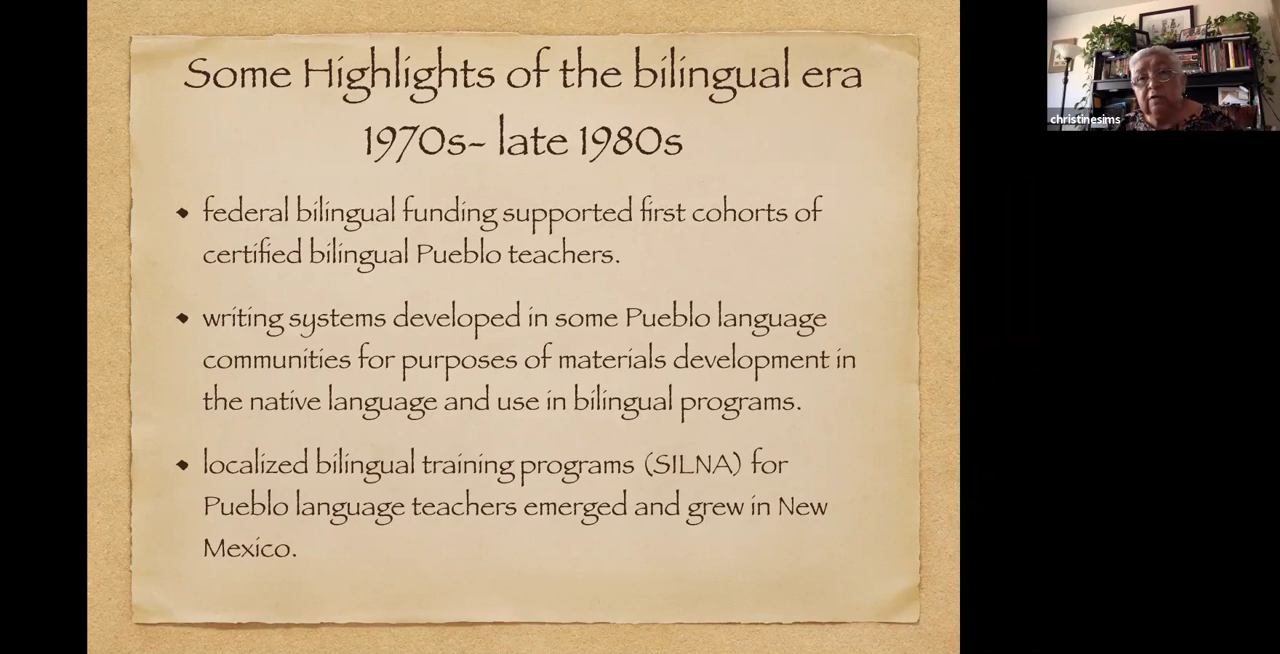 Some Highlights of the bilingual era
1970s- late 1980s
• federal bilingual funding supported first cohorts of
certified bilingual Pueblo teachers.
• writing systems developed in some Pueblo language
communities for purposes of materials development in
the native language and use in bilingual programs.
• localized bilingual training programs (SILNA) for
Pueblo language teachers emerged and grew in New
Mexico.
christinesims